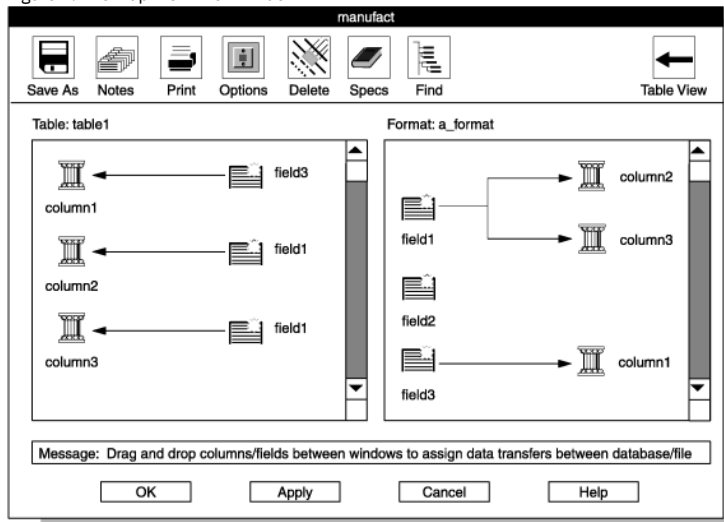 manufact
Save As Notes Print Options Delete Specs Find Table View
Table: table1
Format: a_format
field3
column1
field1
column2
field1
column3
column2
field1
column3
field2
column1
field3
Message: Drag and drop columns/fields between windows to assign data transfers between database/file
OK Apply Cancel Help